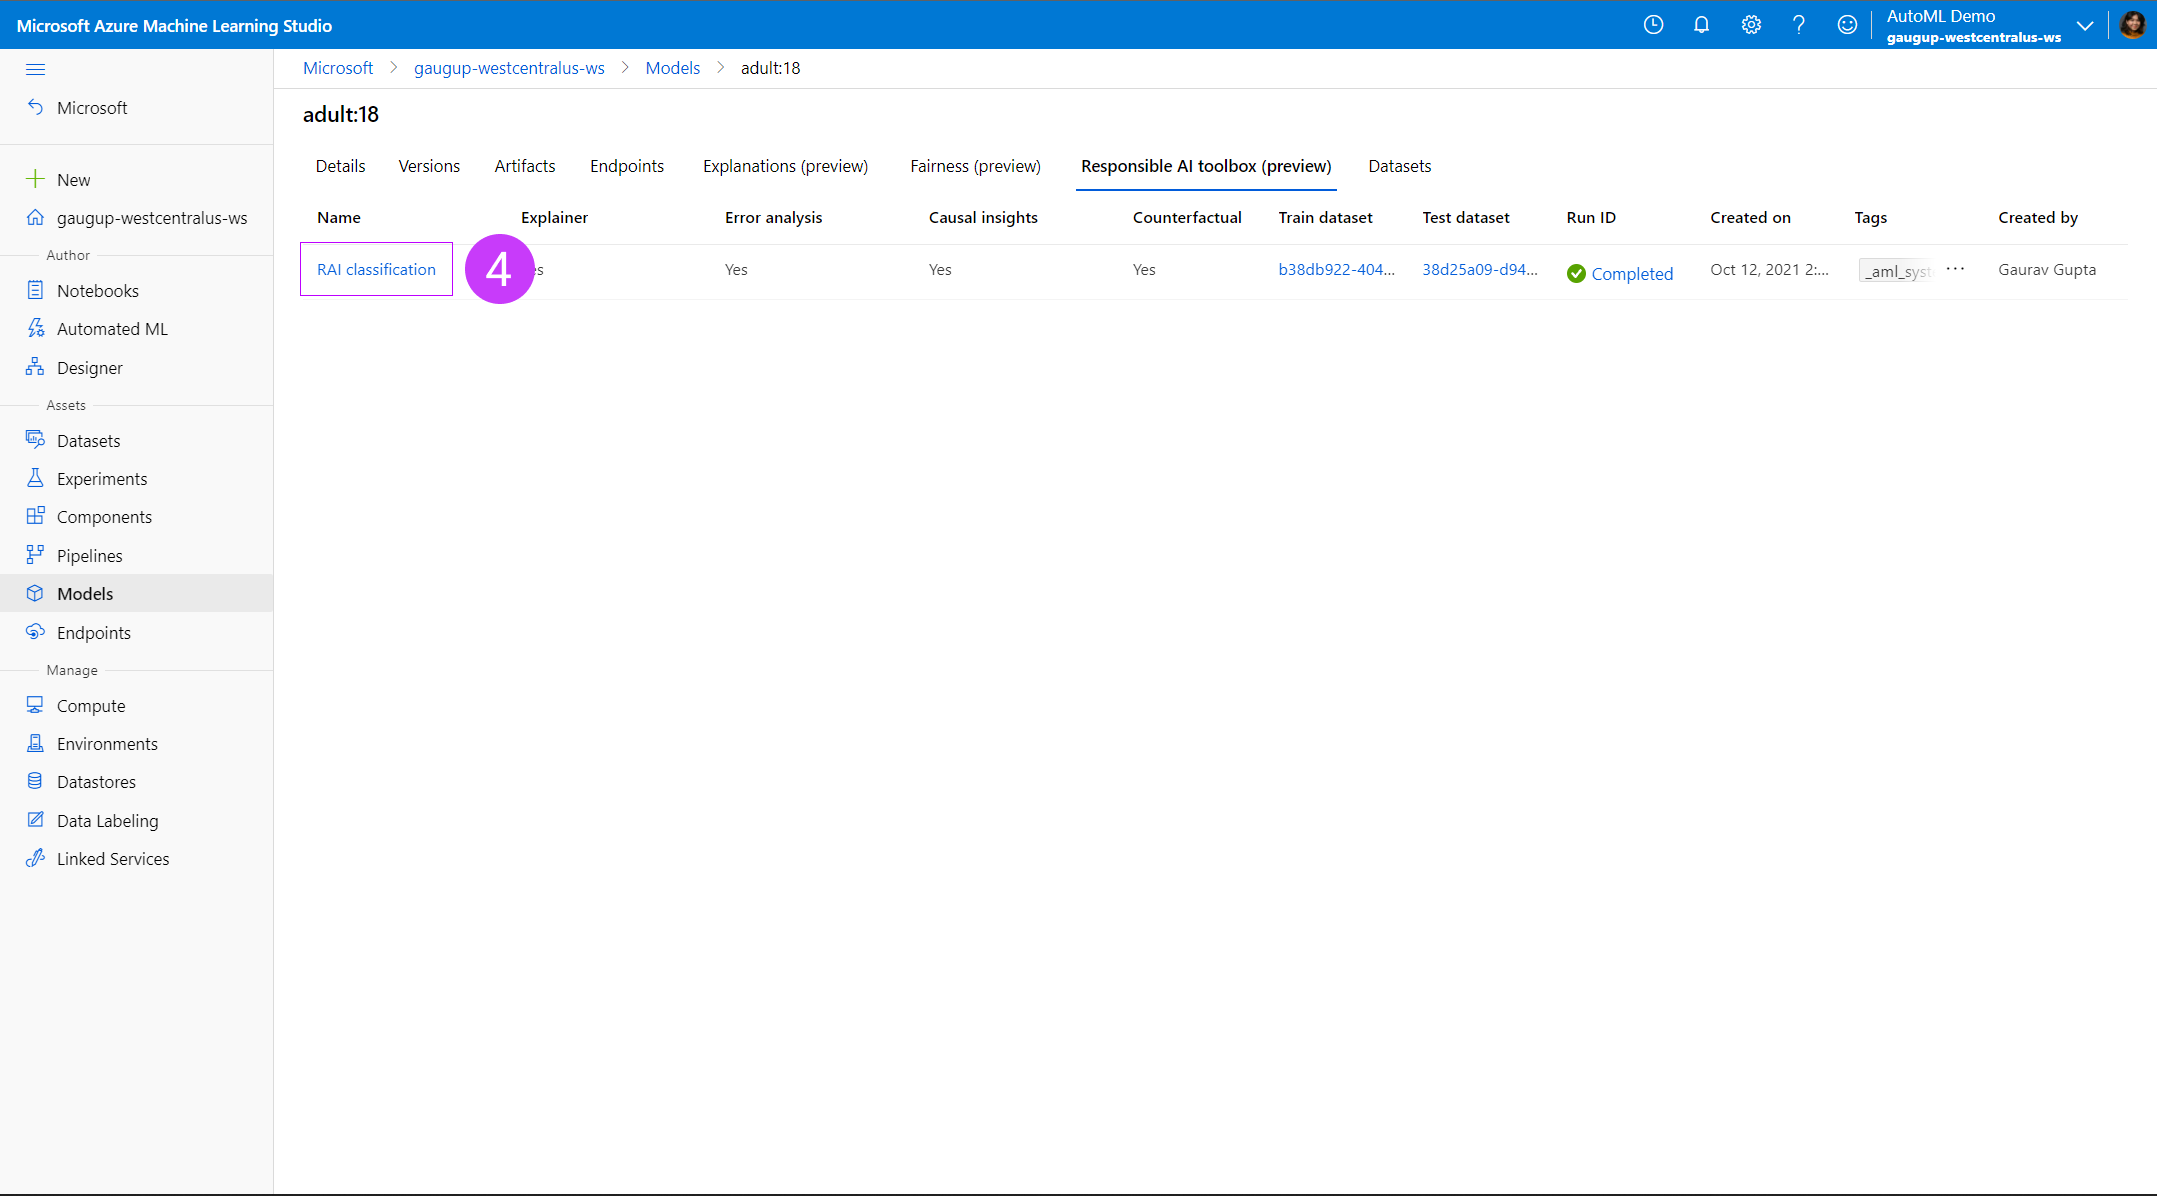 Microsoft Azure Machine Learning Studio
AutoML Demo
gaugup-westcentralus-ws
Microsoft
gaugup-westcentralus-ws
Models
adult:18
Microsoft
New
gaugup-westcentralus-ws
Author
Notebooks
Automated ML
Designer
Assets
Datasets
Experiments
Components
Pipelines
Models
Endpoints
Manage
Compute
Environments
Datastores
Data Labeling
Linked Services
adult:18
Details Versions Artifacts Endpoints Explanations (preview) Fairness (preview) Responsible AI toolbox (preview) Datasets
Name Explainer Error analysis Causal insights Counterfactual Train dataset Test dataset Run ID Created on Tags Created by
RAI classification 4 Yes Yes Yes b38db922-404... 38d25a09-d94... Completed Oct 12, 2021 2:... _aml_syst ... Gaurav Gupta